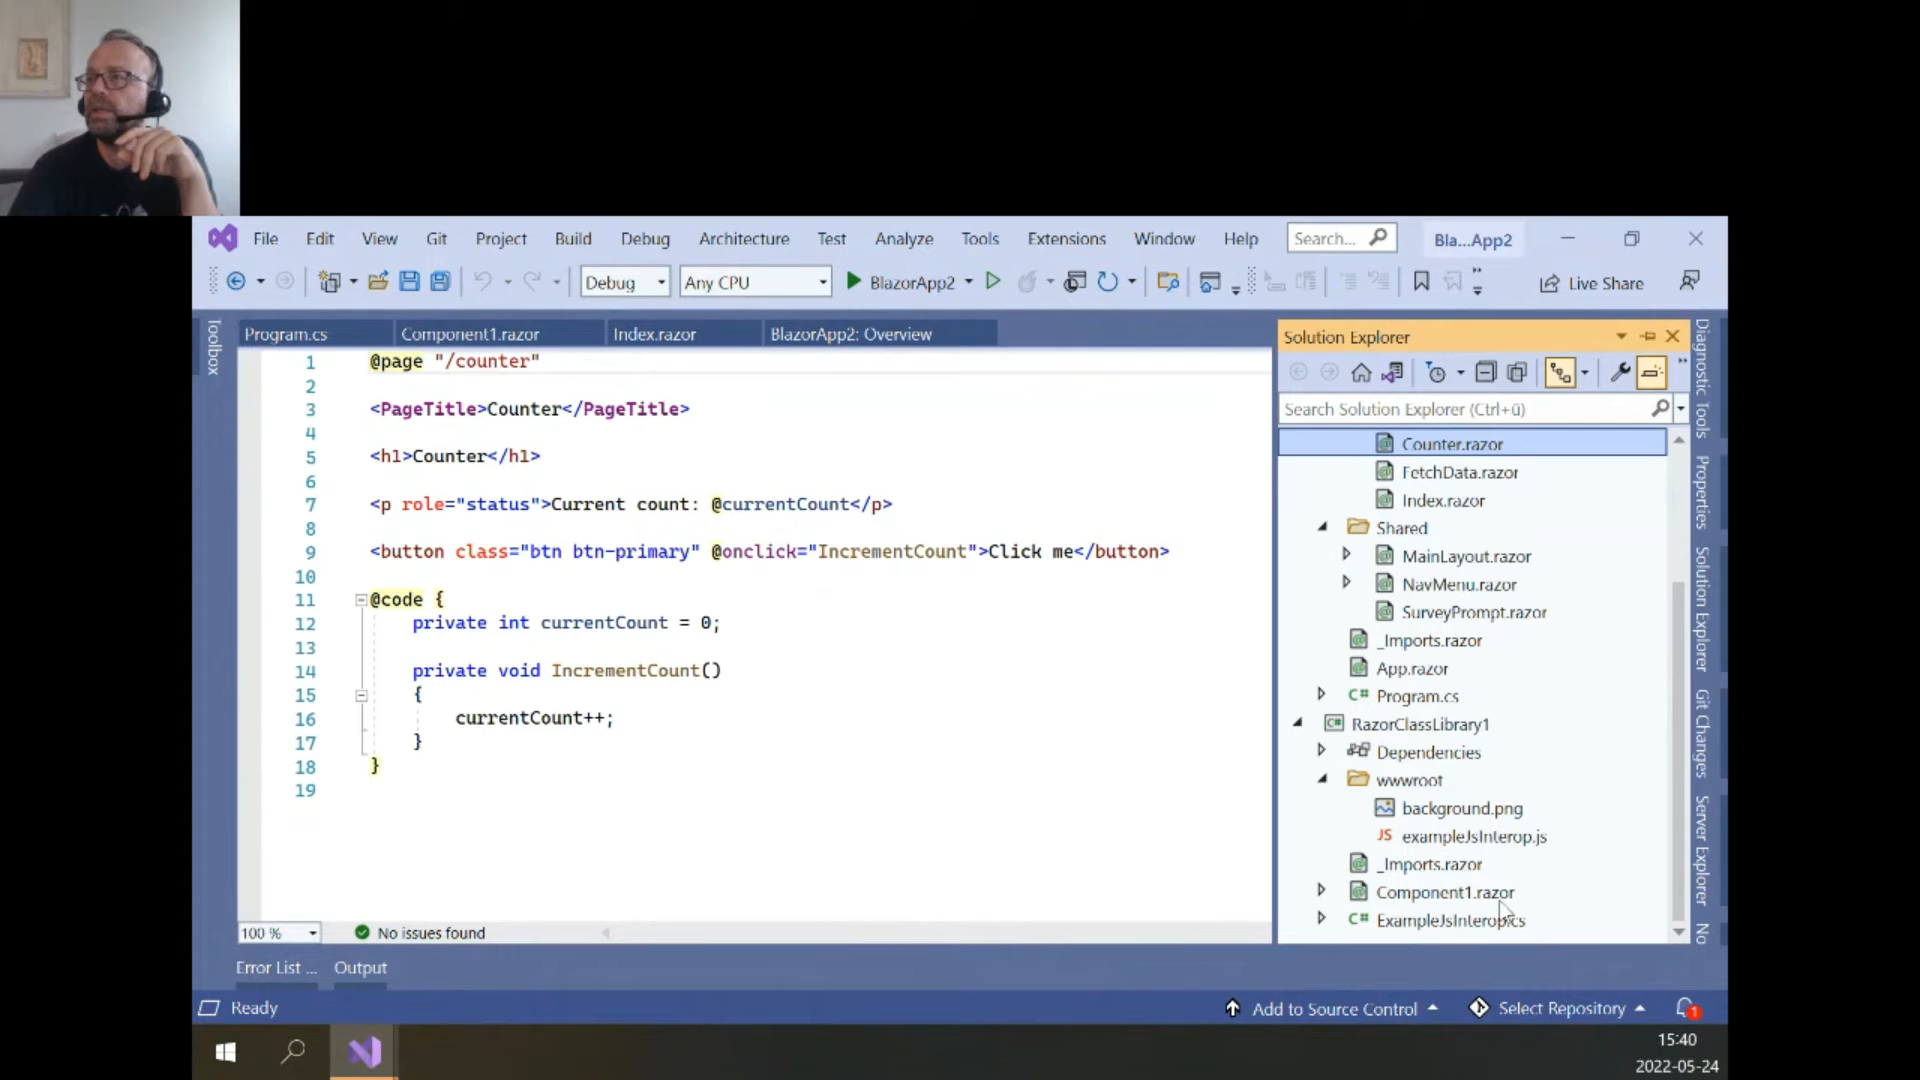 File Edit View Git Project Build Debug Architecture Test Analyze Tools Extensions Window Help Search... Bla...App2
Debug Any CPU BlazorApp2 Live Share
Toolbox
Program.cs Component1.razor Index.razor BlazorApp2: Overview
1 @page "/counter"
2
3 <PageTitle>Counter</PageTitle>
4
5 <h1>Counter</h1>
6
7 <p role="status">Current count: @currentCount</p>
8
9 <button class="btn btn-primary" @onclick="IncrementCount">Click me</button>
10
11 @code {
12 private int currentCount = 0;
13
14 private void IncrementCount()
15 {
16 currentCount++;
17 }
18 }
19
100 % No issues found
Solution Explorer
Search Solution Explorer (Ctrl+ü)
Counter.razor
FetchData.razor
Index.razor
Shared
MainLayout.razor
NavMenu.razor
SurveyPrompt.razor
_Imports.razor
App.razor
C# Program.cs
C# RazorClassLibrary1
Dependencies
wwwroot
background.png
JS exampleJsInterop.js
_Imports.razor
Component1.razor
C# ExampleJsInterop.cs
Diagnostic Tools
Properties
Solution Explorer
Git Changes
Server Explorer
No
Error List ... Output
Ready Add to Source Control Select Repository 1
15:40
2022-05-24